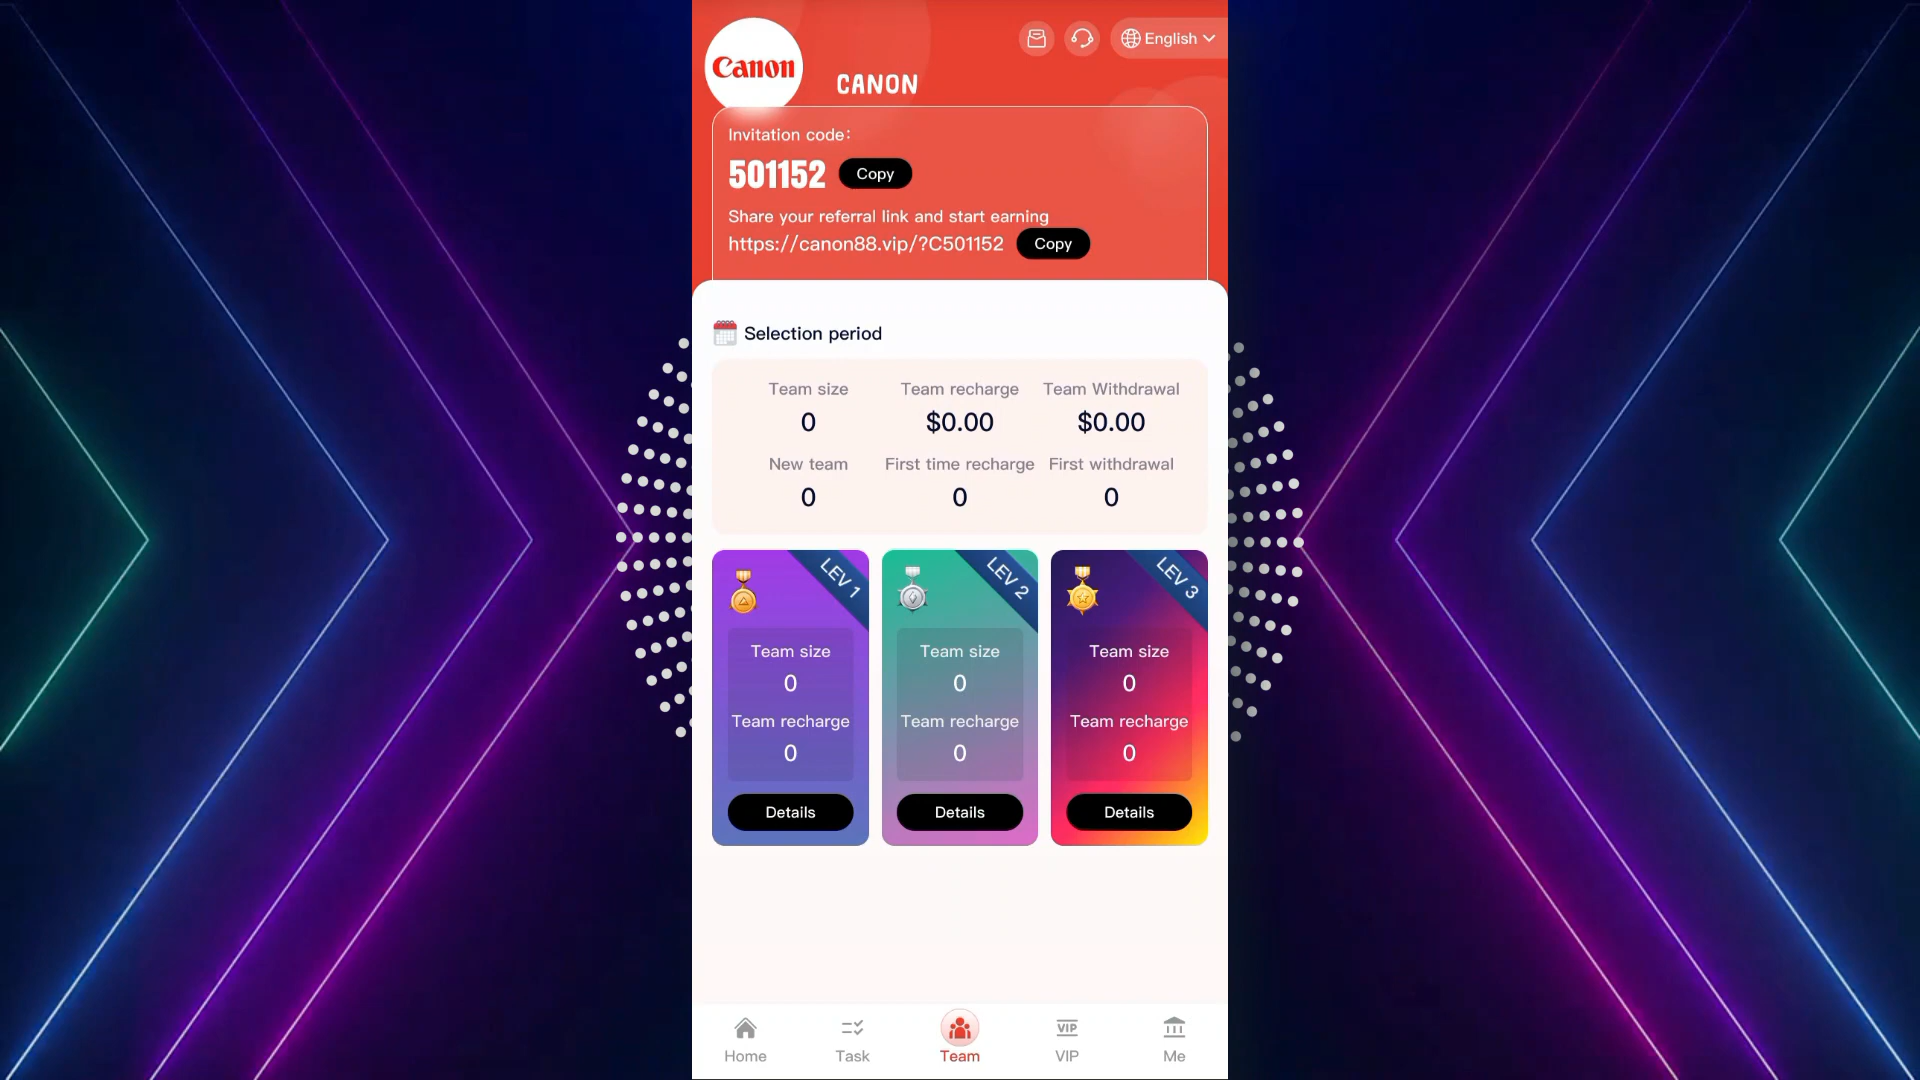 Canon
CANON
English
Invitation code:
501152
Copy
Share your referral link and start earning
https://canon88.vip/?C501152
Copy
Selection period
Team size
Team recharge
Team Withdrawal
0
$0.00
$0.00
New team
First time recharge
First withdrawal
0
0
0
LEV 1
Team size
0
Team recharge
0
Details
LEV 2
Team size
0
Team recharge
0
Details
LEV 3
Team size
0
Team recharge
0
Details
Home
Task
Team
VIP
VIP
Me